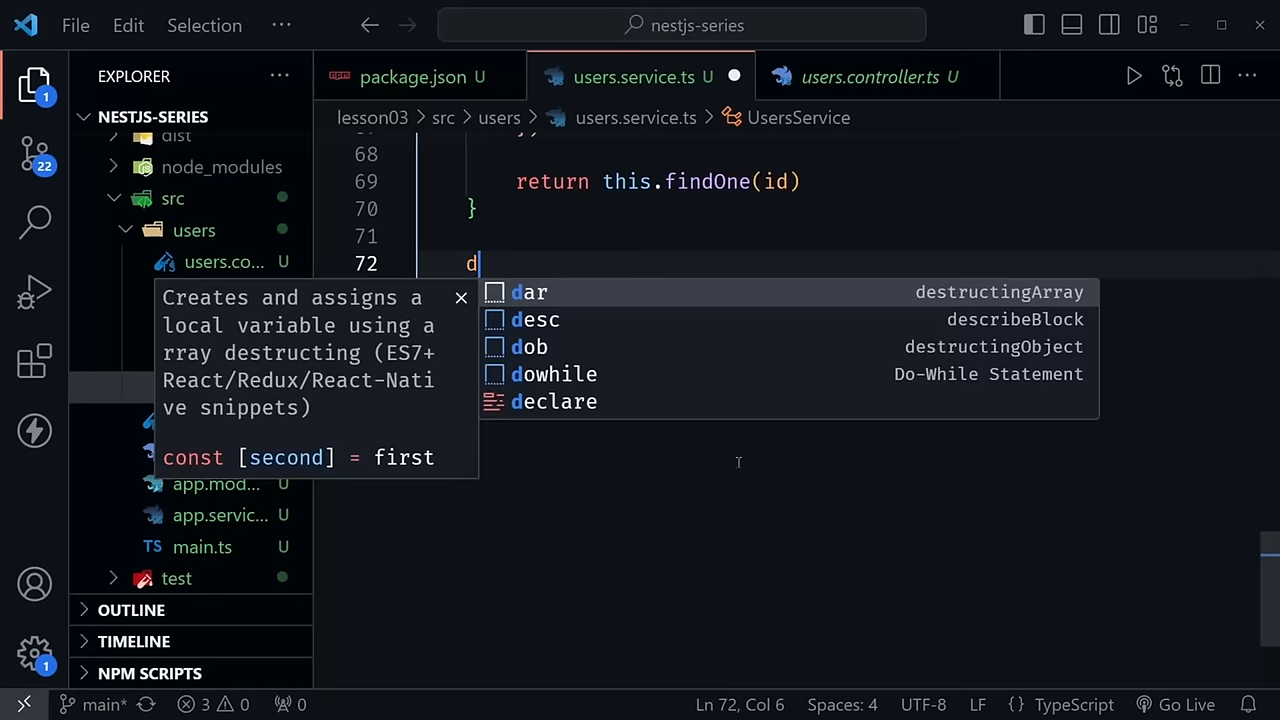 File Edit Selection ··· nestjs-series
EXPLORER ···
package.json U
users.service.ts U
users.controller.ts U
···
NESTJS-SERIES
lesson03 > src > users > users.service.ts > UsersService
dist
node_modules
src
users
users.co... U
68
69 return this.findOne(id)
70 }
71
72 d
Creates and assigns a
local variable using a
rray destructing (ES7+
React/Redux/React-Nati
ve snippets)
const [second] = first
dar destructingArray
desc describeBlock
dob destructingObject
dowhile Do-While Statement
declare
app.mod... U
app.servic... U
TS main.ts U
test
OUTLINE
TIMELINE
NPM SCRIPTS
1
22
1
main* 3 0 0 Ln 72, Col 6 Spaces: 4 UTF-8 LF {} TypeScript Go Live